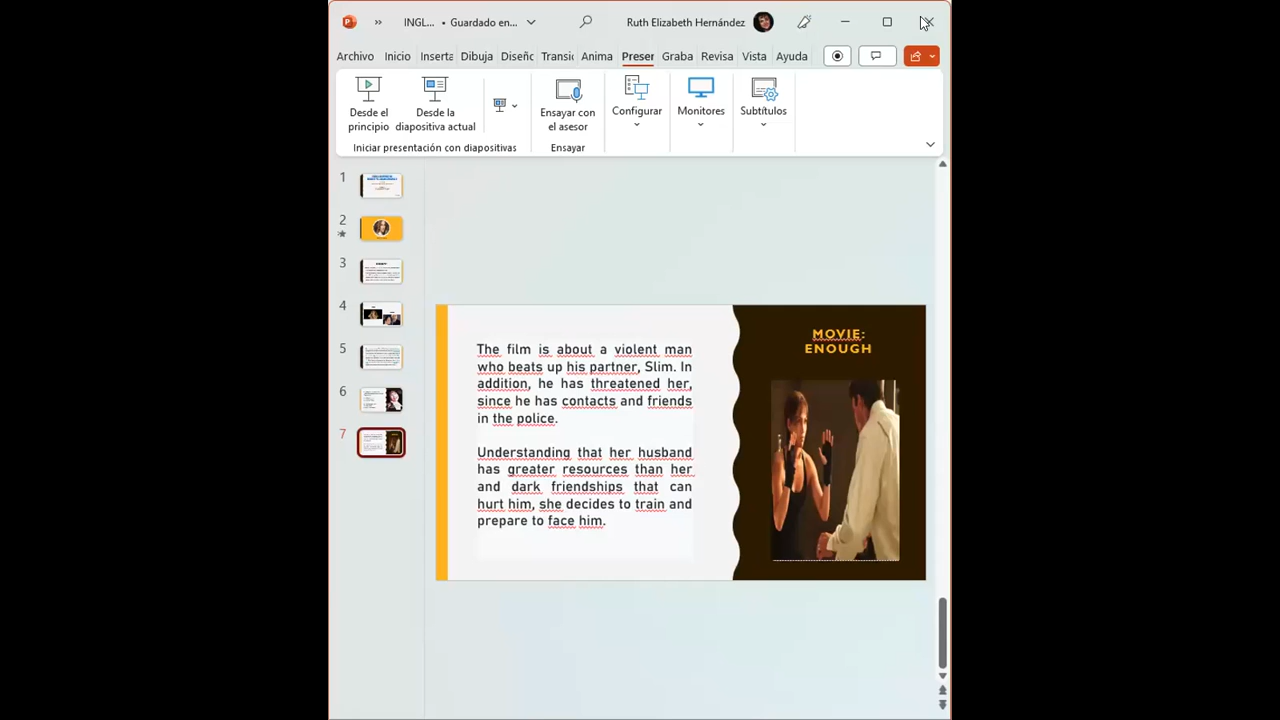 INGL... • Guardado en...
Ruth Elizabeth Hernández
Archivo Inicio Inserta Dibuja Diseño Transic Anima Preser Graba Revisa Vista Ayuda
Desde el principio
Desde la diapositiva actual
Ensayar con el asesor
Configurar
Monitores
Subtítulos
Iniciar presentación con diapositivas
Ensayar
1
2
3
4
5
6
7
The film is about a violent man
who beats up his partner, Slim. In
addition, he has threatened her,
since he has contacts and friends
in the police.
Understanding that her husband
has greater resources than her
and dark friendships that can
hurt him, she decides to train and
prepare to face him.
MOVIE:
ENOUGH